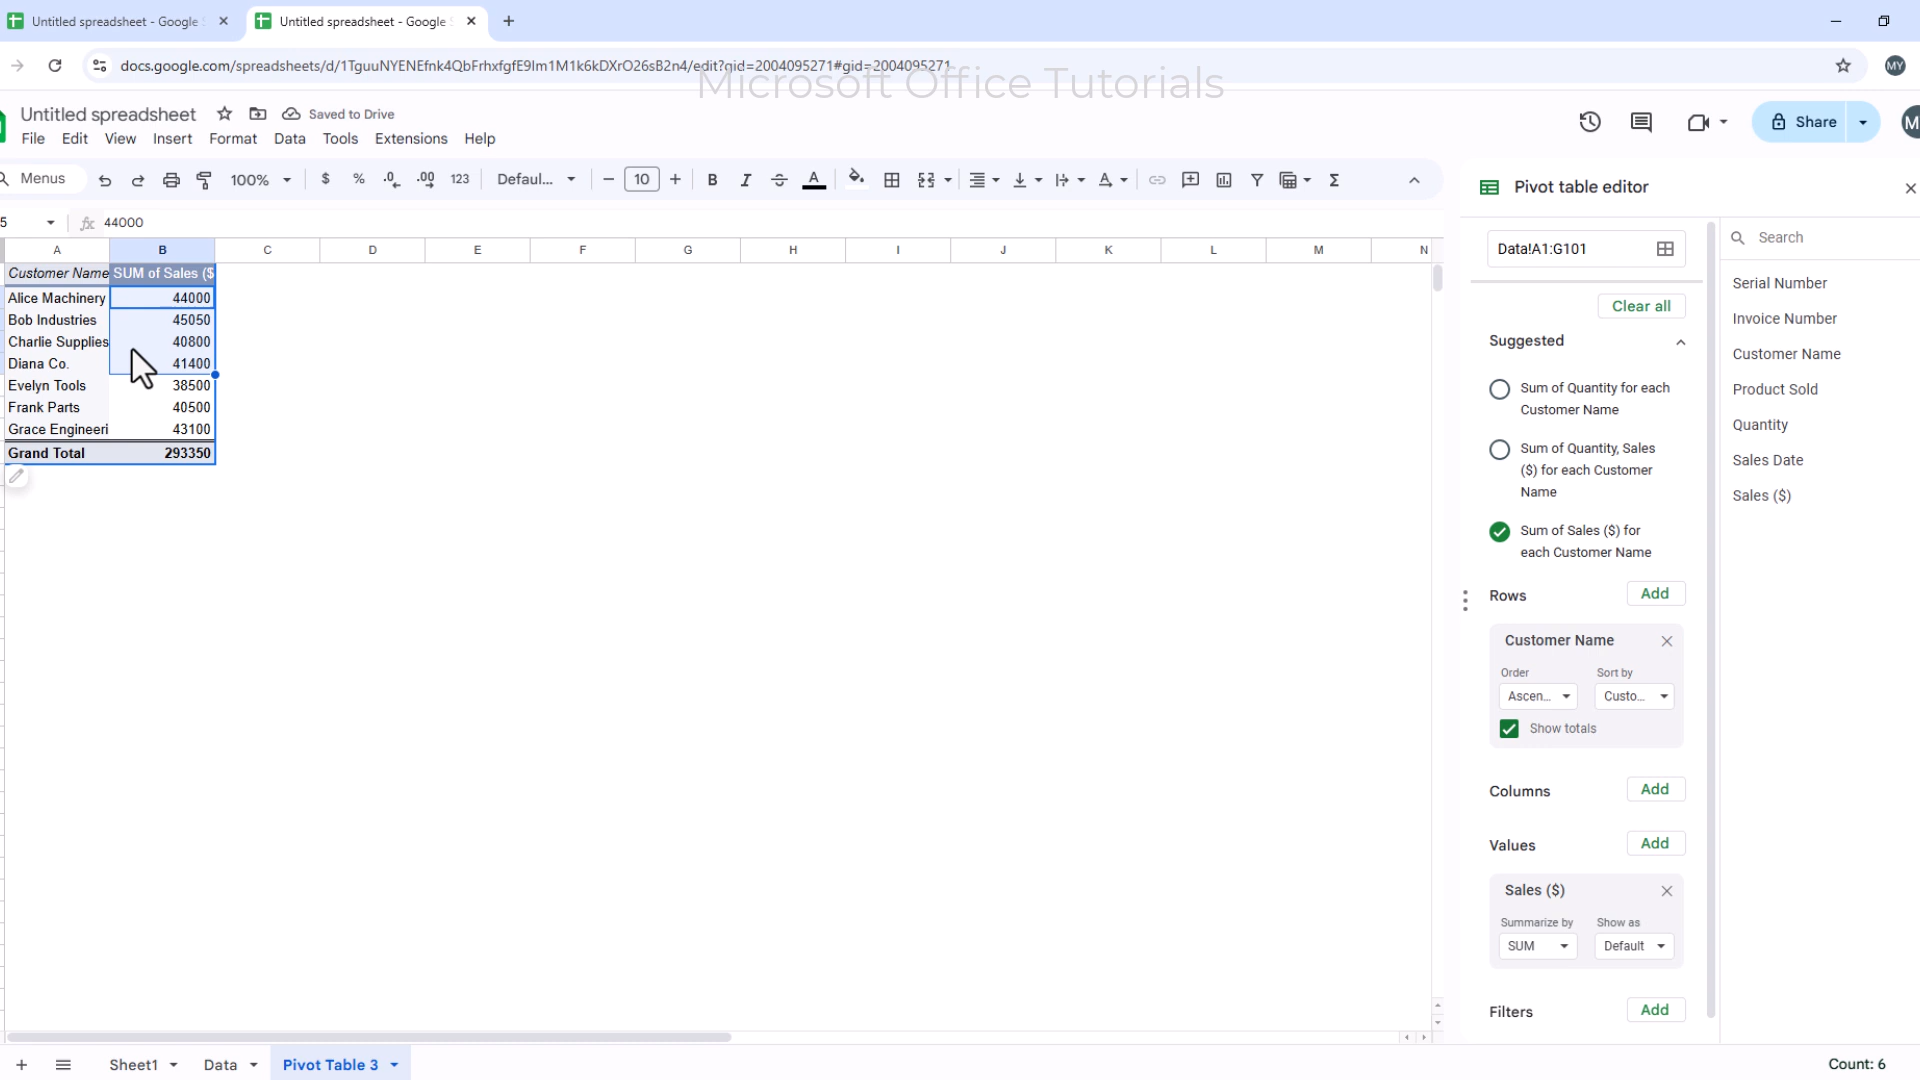 Untitled spreadsheet - Google S
Untitled spreadsheet - Google S
docs.google.com/spreadsheets/d/1TguuNYENEfnk4QbFrhxfgfE9Im1M1k6kDXrO26sB2n4/edit?gid=2004095271#gid=2004095271
MY
Microsoft Office Tutorials
Untitled spreadsheet
Saved to Drive
File Edit View Insert Format Data Tools Extensions Help
Share
M
Menus
100%
$ % .0 .00 123
Defaul...
10
B I A
Σ
5
fx 44000
A B C D E F G H I J K L M N
Customer Name SUM of Sales ($
Alice Machinery 44000
Bob Industries 45050
Charlie Supplies 40800
Diana Co. 41400
Evelyn Tools 38500
Frank Parts 40500
Grace Engineeri 43100
Grand Total 293350
Pivot table editor
Data!A1:G101
Clear all
Suggested
Sum of Quantity for each
Customer Name
Sum of Quantity, Sales
($) for each Customer
Name
Sum of Sales ($) for
each Customer Name
Rows
Add
Customer Name
Order Sort by
Ascen... Custo...
Show totals
Columns
Add
Values
Add
Sales ($)
Summarize by Show as
SUM Default
Filters
Add
Search
Serial Number
Invoice Number
Customer Name
Product Sold
Quantity
Sales Date
Sales ($)
Sheet1
Data
Pivot Table 3
Count: 6